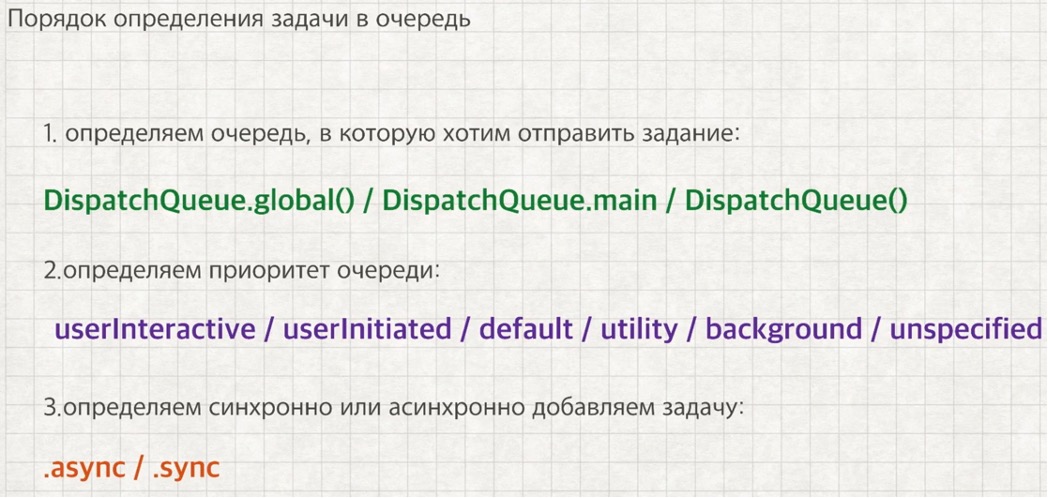 Порядок определения задачи в очередь
1. определяем очередь, в которую хотим отправить задание:
DispatchQueue.global() / DispatchQueue.main / DispatchQueue()
2.определяем приоритет очереди:
userInteractive / userInitiated / default / utility / background / unspecified
3.определяем синхронно или асинхронно добавляем задачу:
.async / .sync